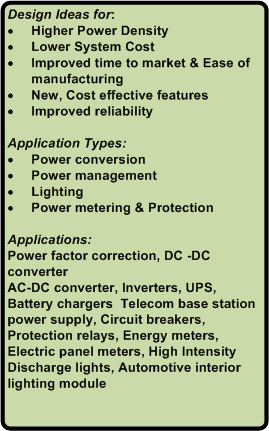 Design Ideas for:
• Higher Power Density
• Lower System Cost
• Improved time to market & Ease of
manufacturing
• New, Cost effective features
• Improved reliability
Application Types:
• Power conversion
• Power management
• Lighting
• Power metering & Protection
Applications:
Power factor correction, DC -DC
converter
AC-DC converter, Inverters, UPS,
Battery chargers  Telecom base station
power supply, Circuit breakers,
Protection relays, Energy meters,
Electric panel meters, High Intensity
Discharge lights, Automotive interior
lighting module